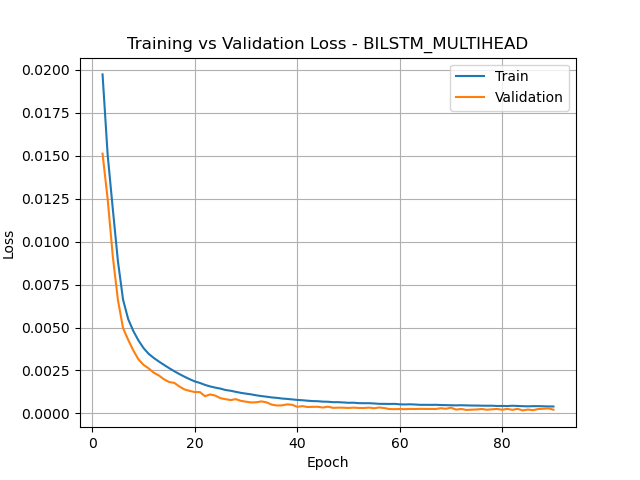 Training vs Validation Loss - BILSTM_MULTIHEAD
Train
Validation
0.0200
0.0175
0.0150
0.0125
0.0100
0.0075
0.0050
0.0025
0.0000
Loss
0 20 40 60 80
Epoch